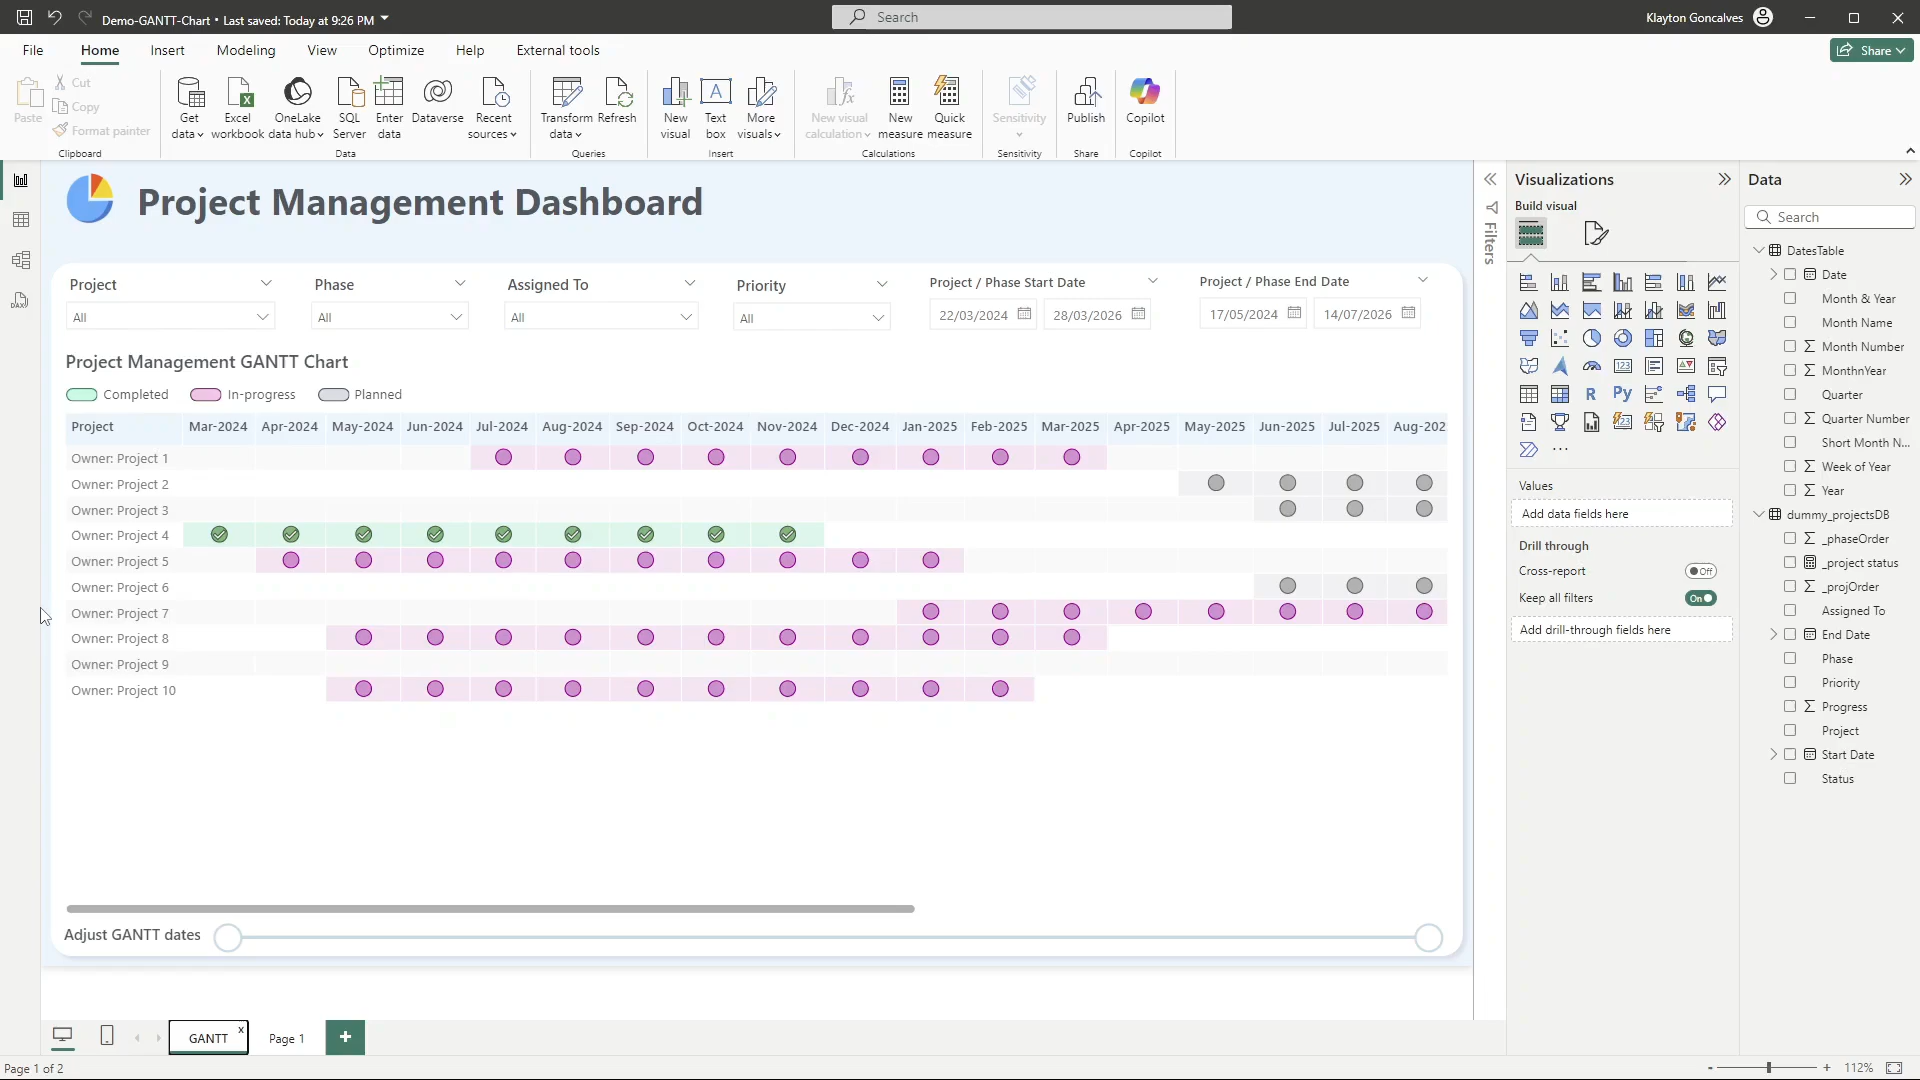 Demo-GANTT-Chart • Last saved: Today at 9:26 PM
Search
Klayton Goncalves
File
Home
Insert
Modeling
View
Optimize
Help
External tools
Share
Paste
Cut
Copy
Format painter
Clipboard
Get data
Excel workbook
OneLake data hub
SQL Server
Enter data
Dataverse
Recent sources
Data
Transform data
Refresh
Queries
New visual
Text box
More visuals
Insert
New visual calculation
New measure
Quick measure
Calculations
Sensitivity
Sensitivity
Publish
Share
Copilot
Copilot
Project Management Dashboard
Project
All
Phase
All
Assigned To
All
Priority
All
Project / Phase Start Date
22/03/2024
28/03/2026
Project / Phase End Date
17/05/2024
14/07/2026
Project Management GANTT Chart
Completed
In-progress
Planned
Project Mar-2024 Apr-2024 May-2024 Jun-2024 Jul-2024 Aug-2024 Sep-2024 Oct-2024 Nov-2024 Dec-2024 Jan-2025 Feb-2025 Mar-2025 Apr-2025 May-2025 Jun-2025 Jul-2025 Aug-202
Owner: Project 1
Owner: Project 2
Owner: Project 3
Owner: Project 4
Owner: Project 5
Owner: Project 6
Owner: Project 7
Owner: Project 8
Owner: Project 9
Owner: Project 10
Adjust GANTT dates
GANTT
x
Page 1
+
Page 1 of 2
- + 112%
Filters
Visualizations
Build visual
123
R
Py
...
Values
Add data fields here
Drill through
Cross-report
Off
Keep all filters
On
Add drill-through fields here
Data
Search
DatesTable
Date
Month & Year
Month Name
Month Number
MonthnYear
Quarter
Quarter Number
Short Month N...
Week of Year
Year
dummy_projectsDB
_phaseOrder
_project status
_projOrder
Assigned To
End Date
Phase
Priority
Progress
Project
Start Date
Status